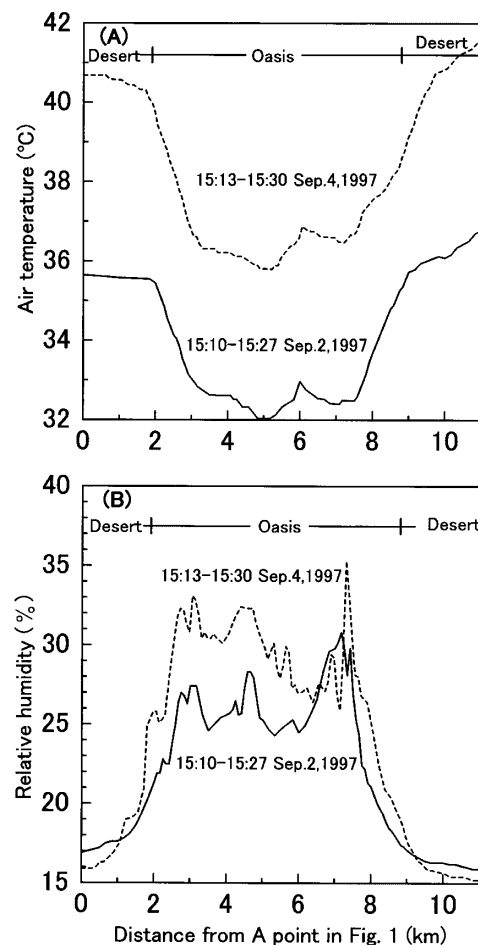 (A)
Desert
Oasis
Desert
15:13-15:30 Sep.4,1997
15:10-15:27 Sep.2,1997
Air temperature (℃)
42
40
38
36
34
32
0 2 4 6 8 10
(B)
Desert
Oasis
Desert
15:13-15:30 Sep.4,1997
15:10-15:27 Sep.2,1997
Relative humidity (%)
40
35
30
25
20
15
0 2 4 6 8 10
Distance from A point in Fig. 1 (km)